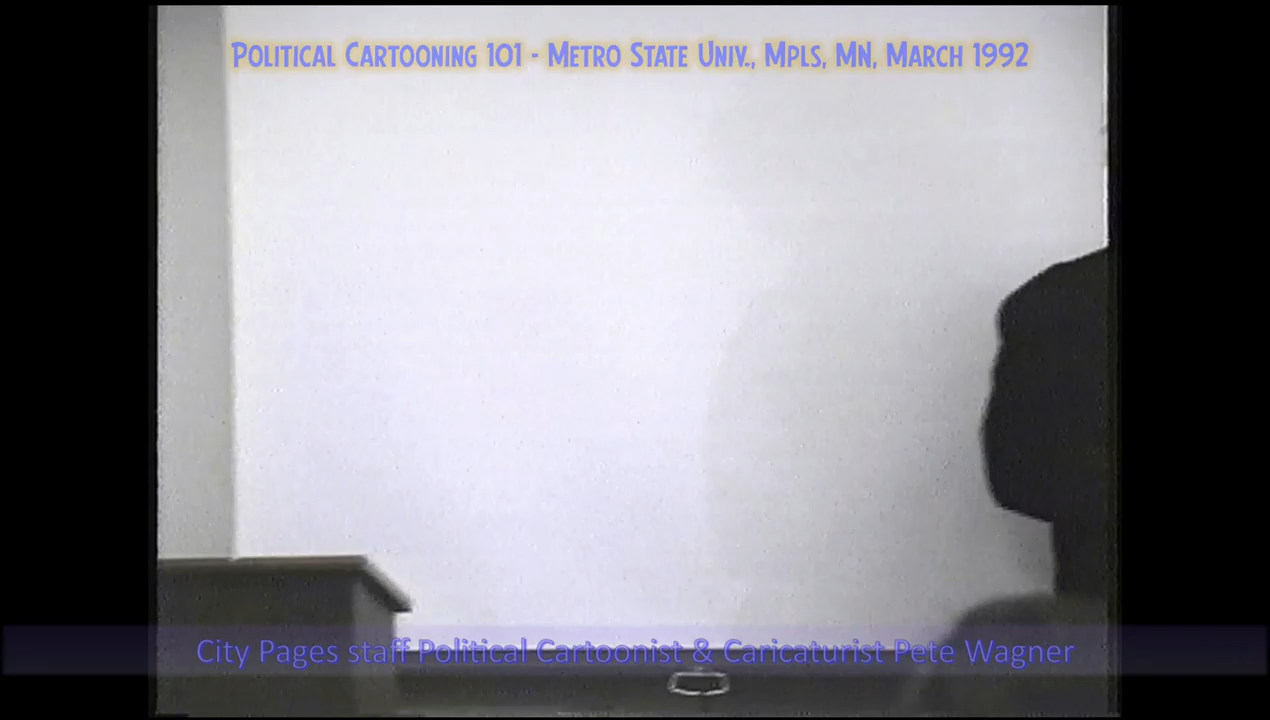 Political Cartooning 101 - Metro State Univ., Mpls, MN, March 1992
City Pages staff Political Cartoonist & Caricaturist Pete Wagner